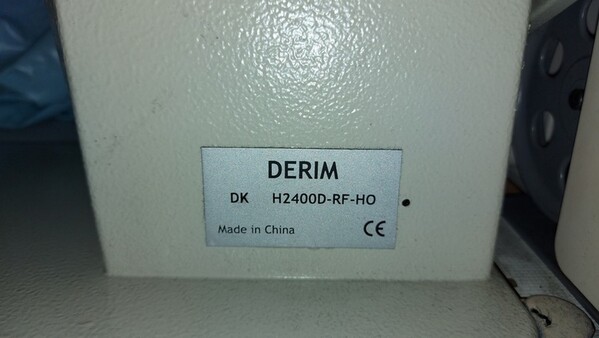 DERIM
DK H2400D-RF-HO
Made in China CE